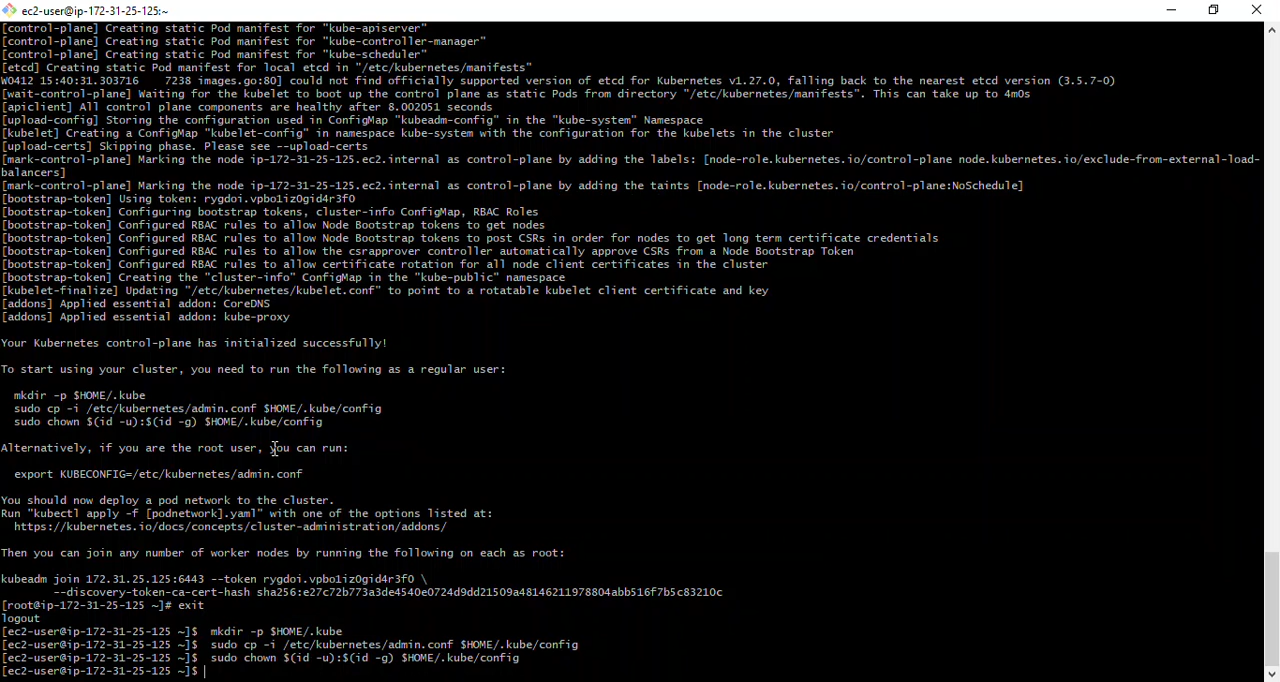 ec2-user@ip-172-31-25-125:~
[control-plane] Creating static Pod manifest for "kube-apiserver"
[control-plane] Creating static Pod manifest for "kube-controller-manager"
[control-plane] Creating static Pod manifest for "kube-scheduler"
[etcd] Creating static Pod manifest for local etcd in "/etc/kubernetes/manifests"
W0412 15:40:31.303716    7238 images.go:80] could not find officially supported version of etcd for Kubernetes v1.27.0, falling back to the nearest etcd version (3.5.7-0)
[wait-control-plane] Waiting for the kubelet to boot up the control plane as static Pods from directory "/etc/kubernetes/manifests". This can take up to 4m0s
[apiclient] All control plane components are healthy after 8.002051 seconds
[upload-config] Storing the configuration used in ConfigMap "kubeadm-config" in the "kube-system" Namespace
[kubelet] Creating a ConfigMap "kubelet-config" in namespace kube-system with the configuration for the kubelets in the cluster
[upload-certs] Skipping phase. Please see --upload-certs
[mark-control-plane] Marking the node ip-172-31-25-125.ec2.internal as control-plane by adding the labels: [node-role.kubernetes.io/control-plane node.kubernetes.io/exclude-from-external-load-
balancers]
[mark-control-plane] Marking the node ip-172-31-25-125.ec2.internal as control-plane by adding the taints [node-role.kubernetes.io/control-plane:NoSchedule]
[bootstrap-token] Using token: rygdoi.vpbo1iz0gid4r3f0
[bootstrap-token] Configuring bootstrap tokens, cluster-info ConfigMap, RBAC Roles
[bootstrap-token] Configured RBAC rules to allow Node Bootstrap tokens to get nodes
[bootstrap-token] Configured RBAC rules to allow Node Bootstrap tokens to post CSRs in order for nodes to get long term certificate credentials
[bootstrap-token] Configured RBAC rules to allow the csrapprover controller automatically approve CSRs from a Node Bootstrap Token
[bootstrap-token] Configured RBAC rules to allow certificate rotation for all node client certificates in the cluster
[bootstrap-token] Creating the "cluster-info" ConfigMap in the "kube-public" namespace
[kubelet-finalize] Updating "/etc/kubernetes/kubelet.conf" to point to a rotatable kubelet client certificate and key
[addons] Applied essential addon: CoreDNS
[addons] Applied essential addon: kube-proxy
Your Kubernetes control-plane has initialized successfully!
To start using your cluster, you need to run the following as a regular user:
mkdir -p $HOME/.kube
sudo cp -i /etc/kubernetes/admin.conf $HOME/.kube/config
sudo chown $(id -u):$(id -g) $HOME/.kube/config
Alternatively, if you are the root user, you can run:
export KUBECONFIG=/etc/kubernetes/admin.conf
You should now deploy a pod network to the cluster.
Run "kubectl apply -f [podnetwork].yaml" with one of the options listed at:
https://kubernetes.io/docs/concepts/cluster-administration/addons/
Then you can join any number of worker nodes by running the following on each as root:
kubeadm join 172.31.25.125:6443 --token rygdoi.vpbo1iz0gid4r3f0 \
--discovery-token-ca-cert-hash sha256:e27c72b773a3de4540e0724d9dd21509a48146211978804abb516f7b5c83210c
[root@ip-172-31-25-125 ~]# exit
logout
[ec2-user@ip-172-31-25-125 ~]$  mkdir -p $HOME/.kube
[ec2-user@ip-172-31-25-125 ~]$  sudo cp -i /etc/kubernetes/admin.conf $HOME/.kube/config
[ec2-user@ip-172-31-25-125 ~]$  sudo chown $(id -u):$(id -g) $HOME/.kube/config
[ec2-user@ip-172-31-25-125 ~]$